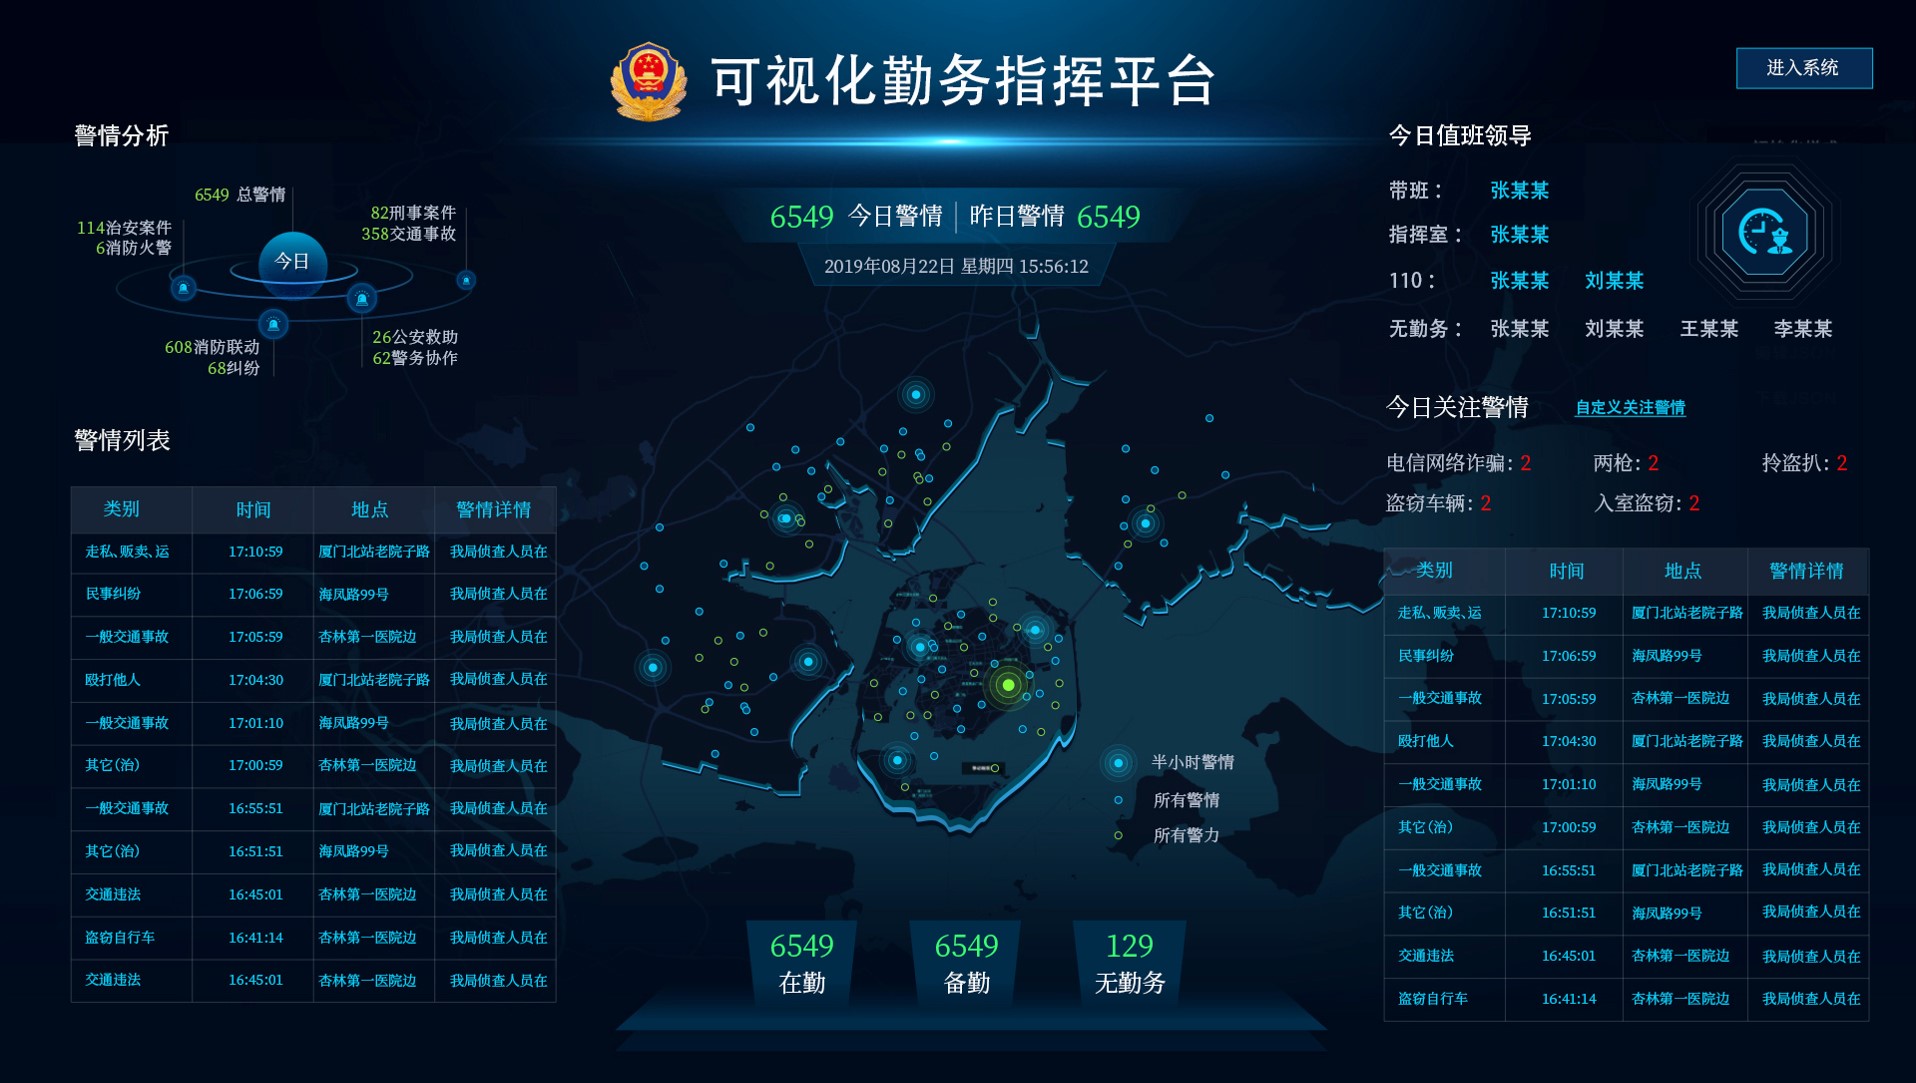 可视化勤务指挥平台
进入系统
警情分析
6549 总警情
114治安案件
6消防火警
82刑事案件
358交通事故
今日
608消防联动
68纠纷
26公安救助
62警务协作
警情列表
类别 时间 地点 警情详情
走私、贩卖、运 17:10:59 厦门北站老院子路 我局侦查人员在
民事纠纷 17:06:59 海凤路99号 我局侦查人员在
一般交通事故 17:05:59 杏林第一医院边 我局侦查人员在
殴打他人 17:04:30 厦门北站老院子路 我局侦查人员在
一般交通事故 17:01:10 海凤路99号 我局侦查人员在
其它(治) 17:00:59 杏林第一医院边 我局侦查人员在
一般交通事故 16:55:51 厦门北站老院子路 我局侦查人员在
其它(治) 16:51:51 海凤路99号 我局侦查人员在
交通违法 16:45:01 杏林第一医院边 我局侦查人员在
盗窃自行车 16:41:14 杏林第一医院边 我局侦查人员在
交通违法 16:45:01 杏林第一医院边 我局侦查人员在
6549 今日警情 昨日警情 6549
2019年08月22日 星期四 15:56:12
半小时警情
所有警情
所有警力
6549 在勤
6549 备勤
129 无勤务
今日值班领导
带班： 张某某
指挥室： 张某某
110： 张某某 刘某某
无勤务： 张某某 刘某某 王某某 李某某
今日关注警情 自定义关注警情
电信网络诈骗: 2 两枪: 2 拎盗扒: 2
盗窃车辆: 2 入室盗窃: 2
类别 时间 地点 警情详情
走私、贩卖、运 17:10:59 厦门北站老院子路 我局侦查人员在
民事纠纷 17:06:59 海凤路99号 我局侦查人员在
一般交通事故 17:05:59 杏林第一医院边 我局侦查人员在
殴打他人 17:04:30 厦门北站老院子路 我局侦查人员在
一般交通事故 17:01:10 海凤路99号 我局侦查人员在
其它(治) 17:00:59 杏林第一医院边 我局侦查人员在
一般交通事故 16:55:51 厦门北站老院子路 我局侦查人员在
其它(治) 16:51:51 海凤路99号 我局侦查人员在
交通违法 16:45:01 杏林第一医院边 我局侦查人员在
盗窃自行车 16:41:14 杏林第一医院边 我局侦查人员在